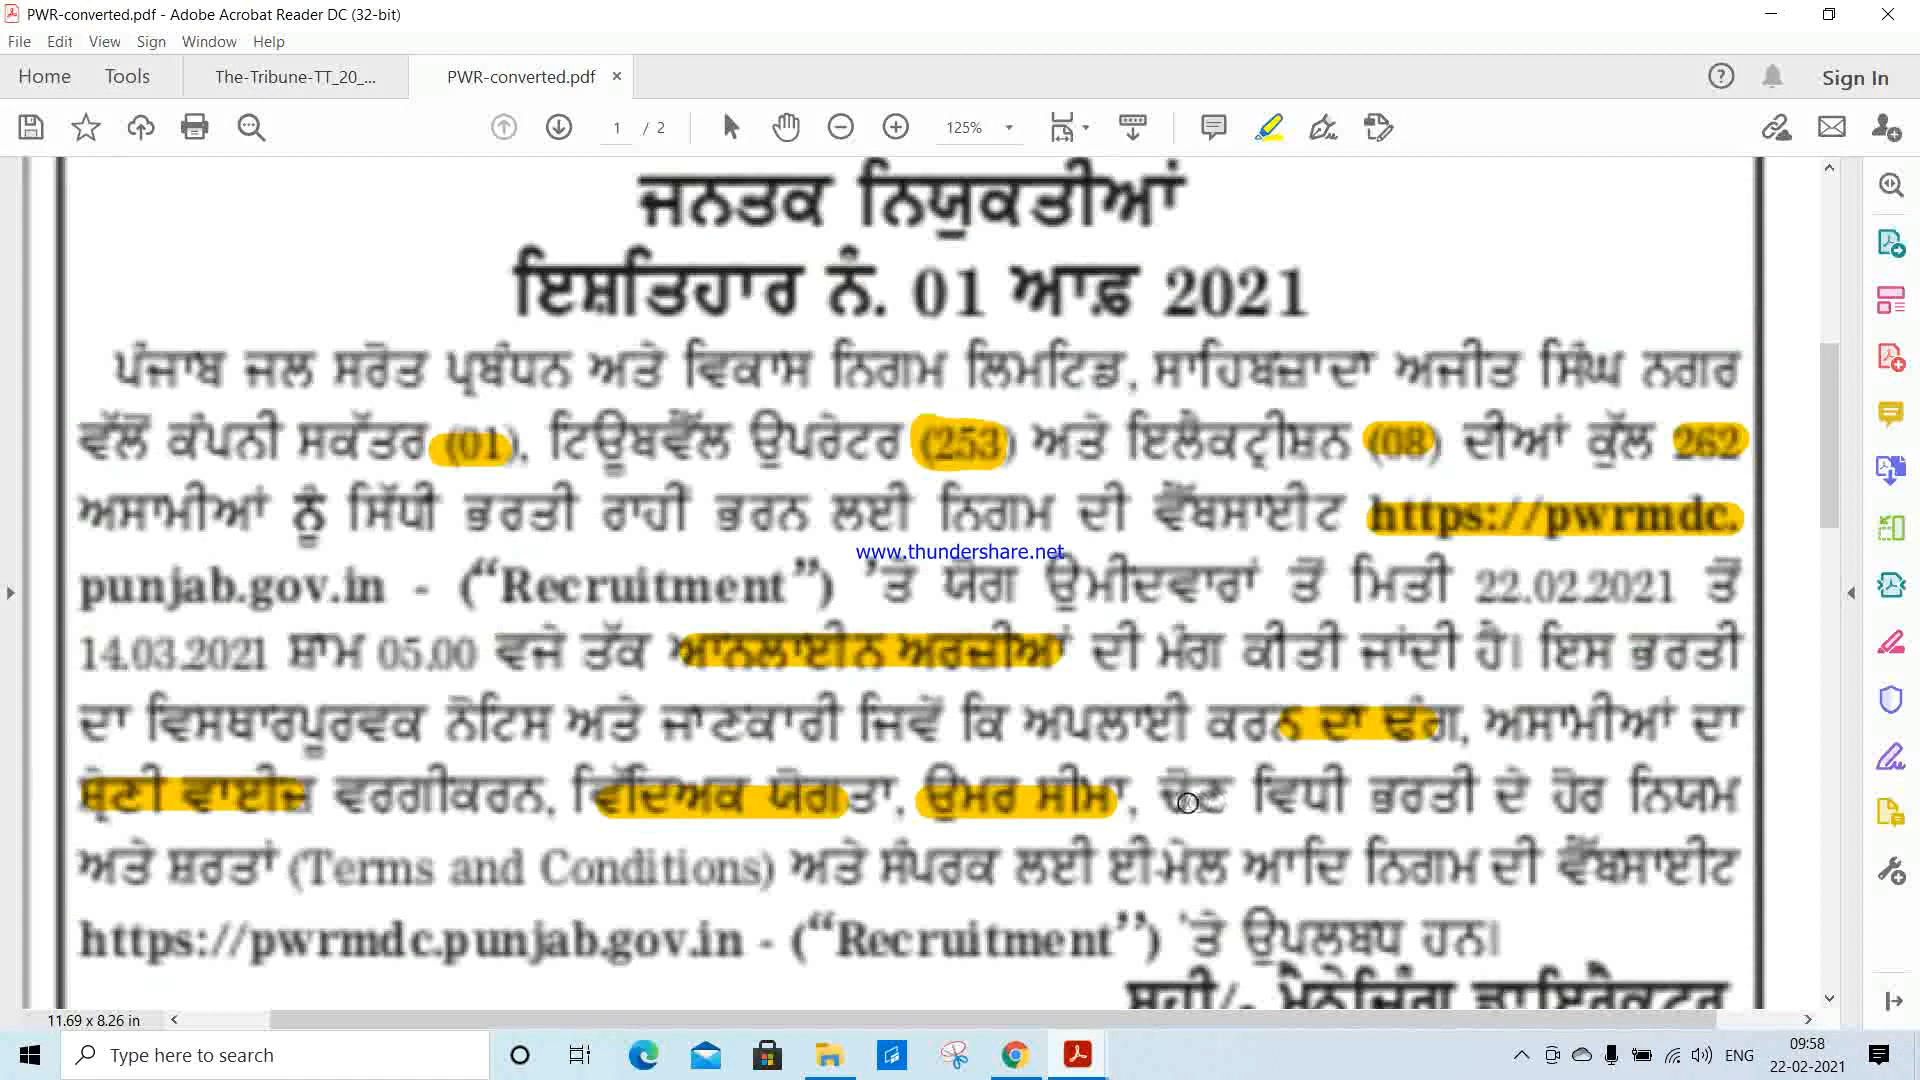 PWR-converted.pdf - Adobe Acrobat Reader DC (32-bit)
File Edit View Sign Window Help
Home Tools The-Tribune-TT_20_... PWR-converted.pdf × Sign In
1 / 2 125%
ਜਨਤਕ ਨਿਯੁਕਤੀਆਂ
ਇਸ਼ਤਿਹਾਰ ਨੰ. 01 ਆਫ਼ 2021
ਪੰਜਾਬ ਜਲ ਸਰੋਤ ਪ੍ਰਬੰਧਨ ਅਤੇ ਵਿਕਾਸ ਨਿਗਮ ਲਿਮਟਿਡ, ਸਾਹਿਬਜ਼ਾਦਾ ਅਜੀਤ ਸਿੰਘ ਨਗਰ
ਵੱਲੋਂ ਕੰਪਨੀ ਸਕੱਤਰ (01), ਟਿਊਬਵੈੱਲ ਉਪਰੇਟਰ (253) ਅਤੇ ਇਲੈਕਟ੍ਰੀਸ਼ਨ (08) ਦੀਆਂ ਕੁੱਲ 262
ਅਸਾਮੀਆਂ ਨੂੰ ਸਿੱਧੀ ਭਰਤੀ ਰਾਹੀ ਭਰਨ ਲਈ ਨਿਗਮ ਦੀ ਵੈੱਬਸਾਈਟ https://pwrmdc.
www.thundershare.net
punjab.gov.in - (“Recruitment”) 'ਤੇ ਯੋਗ ਉਮੀਦਵਾਰਾਂ ਤੋਂ ਮਿਤੀ 22.02.2021 ਤੋਂ
14.03.2021 ਸ਼ਾਮ 05.00 ਵਜੇ ਤੱਕ ਆਨਲਾਈਨ ਅਰਜ਼ੀਆਂ ਦੀ ਮੰਗ ਕੀਤੀ ਜਾਂਦੀ ਹੈ। ਇਸ ਭਰਤੀ
ਦਾ ਵਿਸਥਾਰਪੂਰਵਕ ਨੋਟਿਸ ਅਤੇ ਜਾਣਕਾਰੀ ਜਿਵੇਂ ਕਿ ਅਪਲਾਈ ਕਰਨ ਦਾ ਢੰਗ, ਅਸਾਮੀਆਂ ਦਾ
ਸ਼੍ਰੇਣੀ ਵਾਈਜ਼ ਵਰਗੀਕਰਨ, ਵਿੱਦਿਅਕ ਯੋਗਤਾ, ਉਮਰ ਸੀਮਾ, ਚੋਣ ਵਿਧੀ ਭਰਤੀ ਦੇ ਹੋਰ ਨਿਯਮ
ਅਤੇ ਸ਼ਰਤਾਂ (Terms and Conditions) ਅਤੇ ਸੰਪਰਕ ਲਈ ਈ-ਮੇਲ ਆਦਿ ਨਿਗਮ ਦੀ ਵੈੱਬਸਾਈਟ
https://pwrmdc.punjab.gov.in - (“Recruitment”) 'ਤੇ ਉਪਲਬਧ ਹਨ।
ਸਹੀ/- ਮੈਨੇਜਿੰਗ ਡਾਇਰੈਕਟਰ
11.69 x 8.26 in
Type here to search
ENG
09:58
22-02-2021